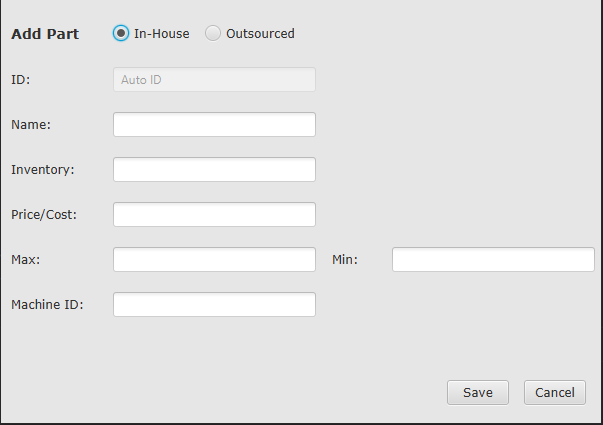 Add Part In-House Outsourced
ID: Auto ID
Name:
Inventory:
Price/Cost:
Max: Min:
Machine ID:
Save Cancel